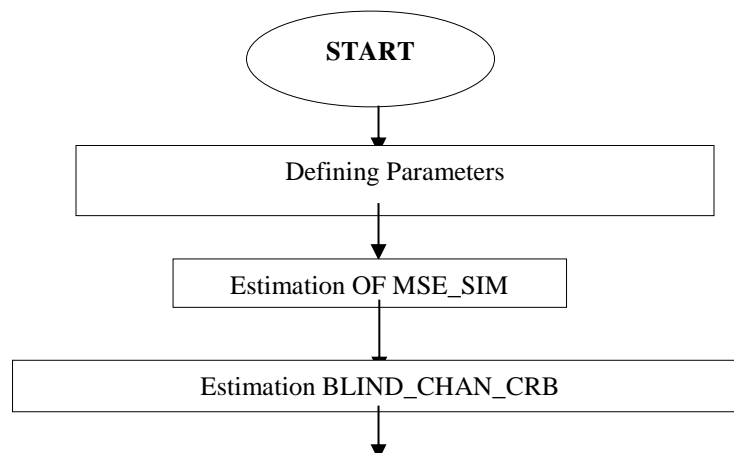 START
Defining Parameters
Estimation OF MSE_SIM
Estimation BLIND_CHAN_CRB